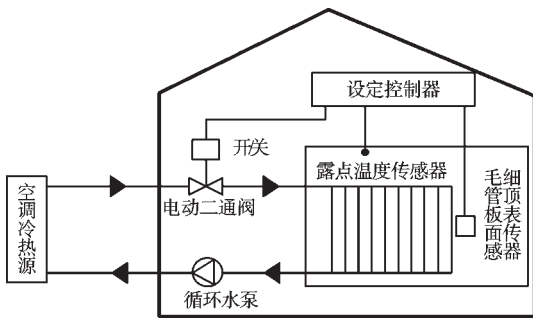 设定控制器
开关
露点温度传感器
毛细
管顶
板表
面传
感器
空调冷热源
电动二通阀
循环水泵